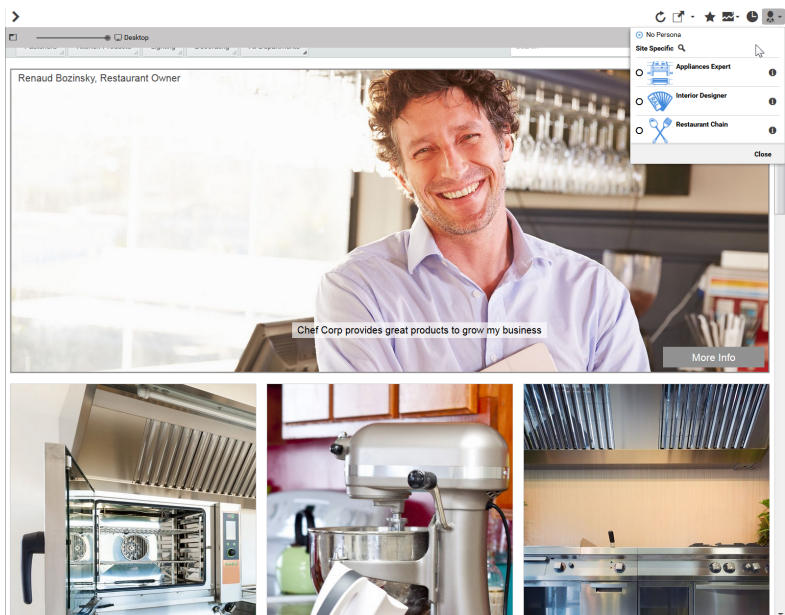 Desktop
No Persona
Site Specific
Appliances Expert
Interior Designer
Restaurant Chain
Close
Renaud Bozinsky, Restaurant Owner
Chef Corp provides great products to grow my business
More Info